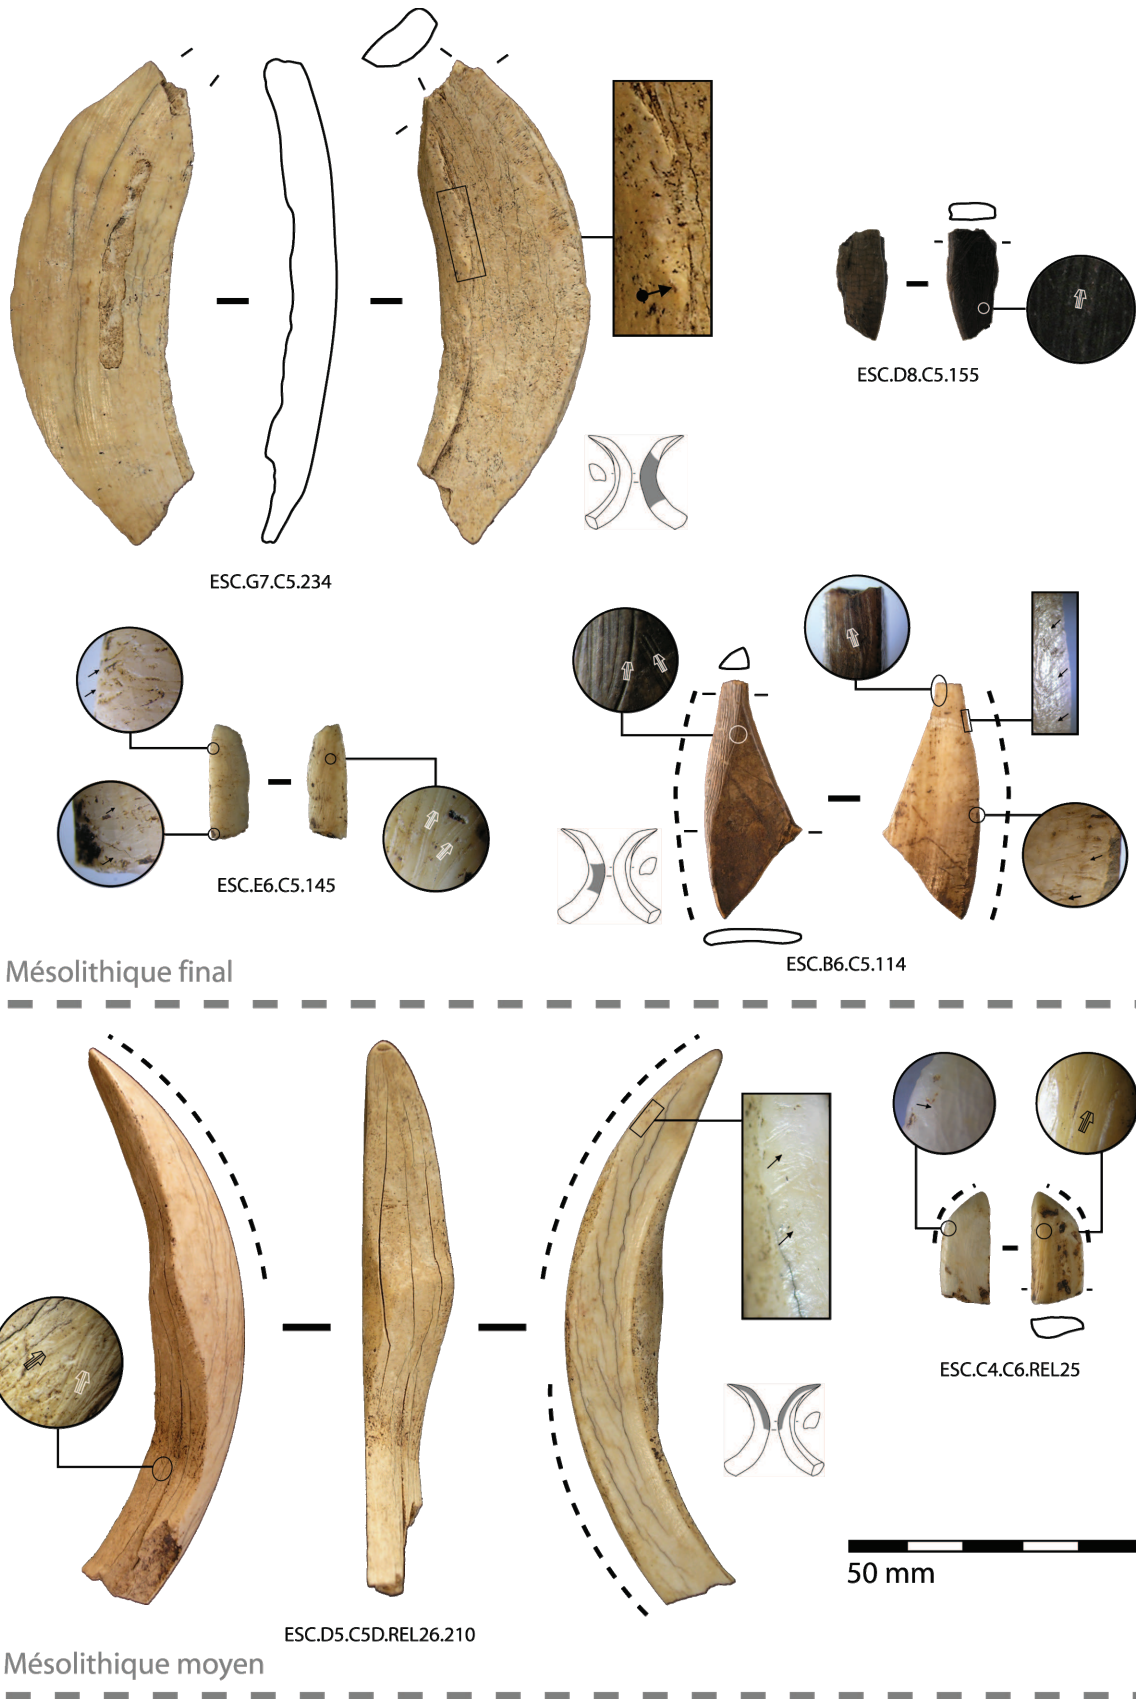 ESC.D8.C5.155
ESC.G7.C5.234
ESC.E6.C5.145
ESC.B6.C5.114
Mésolithique final
ESC.C4.C6.REL25
50 mm
ESC.D5.C5D.REL26.210
Mésolithique moyen